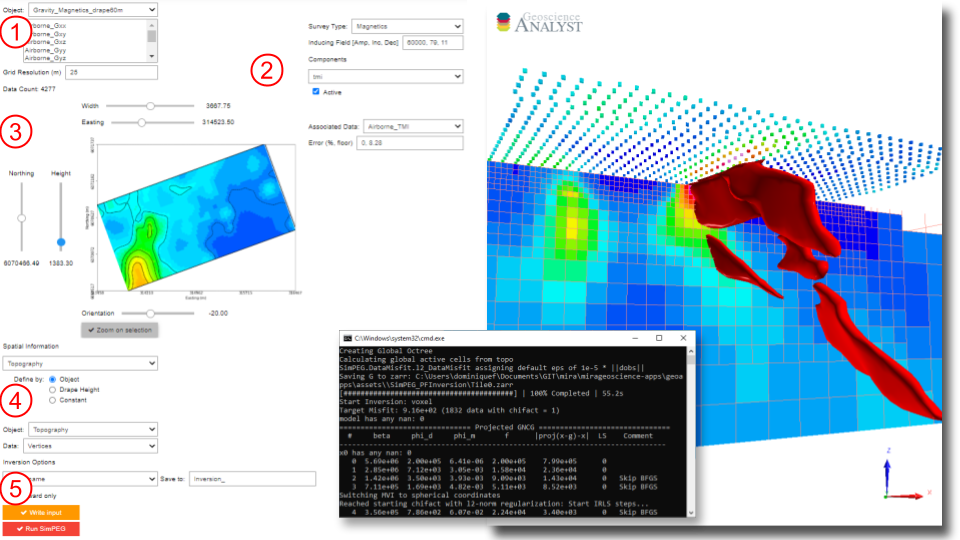 Object: Gravity_Magnetics_drape60m
1
Airborne_Gxx
Airborne_Gxy
Airborne_Gxz
Airborne_Gyy
Airborne_Gyz
Grid Resolution (m) 25
Data Count: 4277
2
Survey Type: Magnetics
Inducing Field [Amp, Inc, Dec] 60000, 79, 11
Components
tmi
Active
Associated Data: Airborne_TMI
Error (%, floor) 0, 8.28
3
Width 3667.75
Easting 314523.50
Northing Height
6070466.49 1383.30
Northing (m)
Easting (m)
Orientation -20.00
Zoom on selection
Spatial Information
Topography
Define by: Object
Drape Height
Constant
4
Object: Topography
Data: Vertices
Inversion Options
5
name Save to: Inversion_
ward only
Write input
Run SimPEG
Geoscience
ANALYST
C:\Windows\system32\cmd.exe
Creating Global Octree
Calculating global active cells from topo
SimPEG.DataMisfit.l2_DataMisfit assigning default eps of 1e-5 * ||dobs||
Saving G to zarr: C:\Users\dominiquef\Documents\GIT\mira\mirageoscience-apps\geoa
pps\assets\\SimPEG_PFInversion\Tile0.zarr
[########################################] | 100% Completed | 55.2s
Start Inversion: voxel
Target Misfit: 9.16e+02 (1832 data with chifact = 1)
model has any nan: 0
=============================== Projected GNCG ===============================
# beta phi_d phi_m f |proj(x-g)-x| LS Comment
x0 has any nan: 0
0 5.69e+06 2.00e+05 6.41e-06 2.00e+05 7.99e+05 0
1 2.85e+06 7.12e+03 3.05e-03 1.58e+04 2.36e+04 0
2 1.42e+06 3.50e+03 3.93e-03 9.09e+03 1.43e+04 0 Skip BFGS
3 7.11e+05 1.69e+03 4.82e-03 5.11e+03 8.52e+03 0 Skip BFGS
Switching MVI to spherical coordinates
Reached starting chifact with l2-norm regularization: Start IRLS steps...
4 3.56e+05 7.86e+02 6.07e-02 2.24e+04 3.40e+03 0 Skip BFGS
Z
X